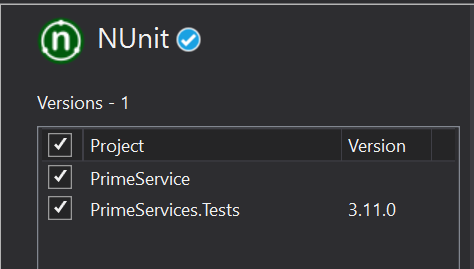 n NUnit
Versions - 1
Project Version
PrimeService
PrimeServices.Tests 3.11.0